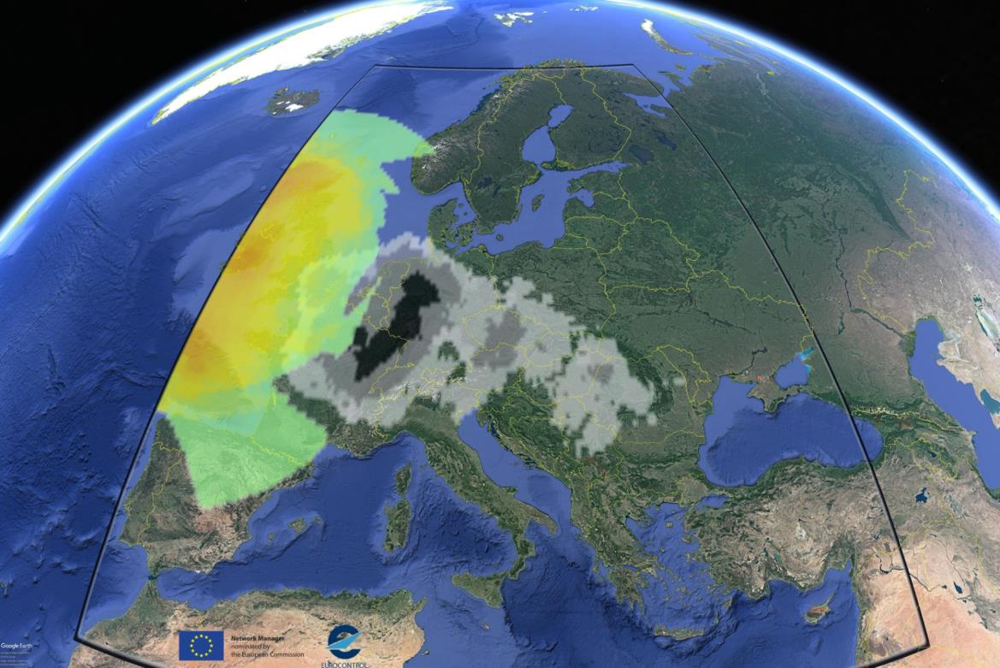 Google Earth
Network Manager
nominated by
the European Commission
EUROCONTROL